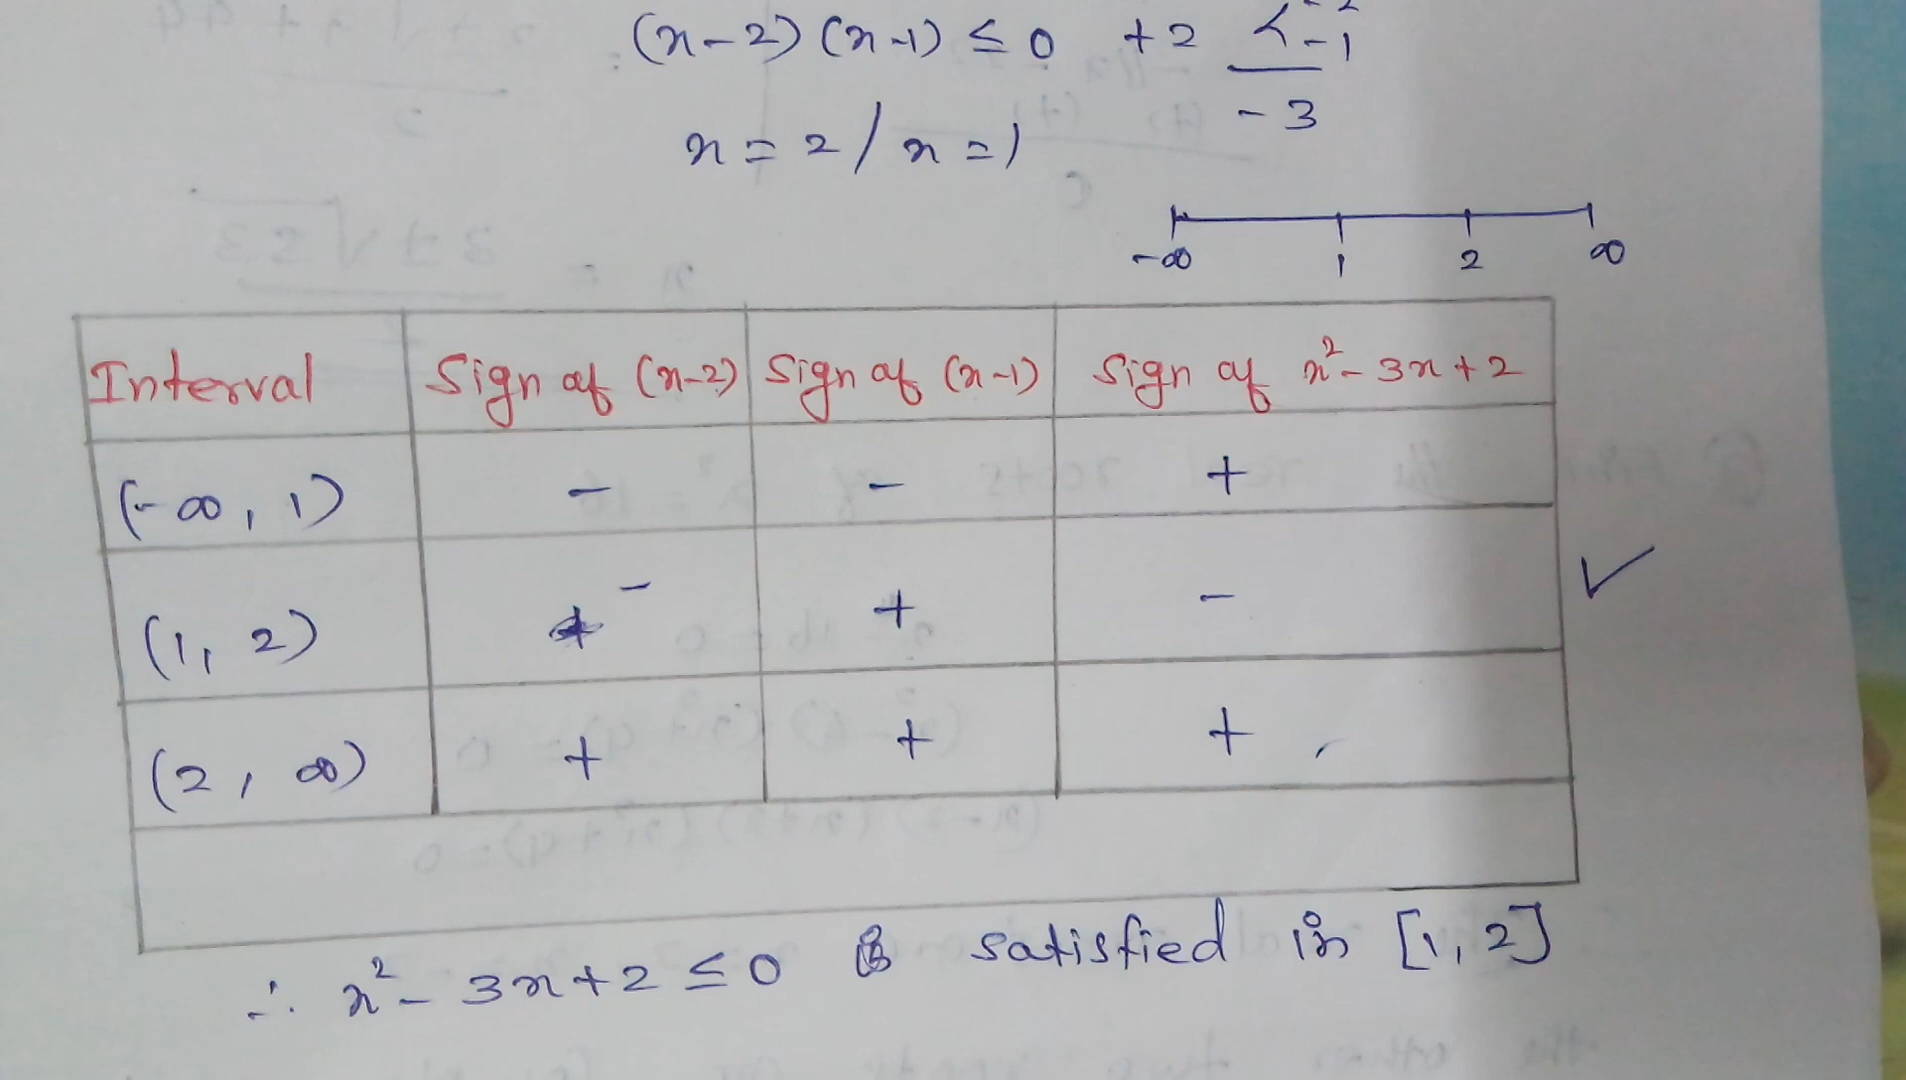 (x-2) (x-1) ≤ 0 +2 < -2 -1
-3
x = 2 / x = 1
-∞ 1 2 ∞
Interval Sign of (x-2) Sign of (x-1) Sign of x²-3x+2
(-∞, 1) - - +
(1, 2) - + -
(2, ∞) + + +
∴ x²-3x+2 ≤ 0 is satisfied in [1, 2]